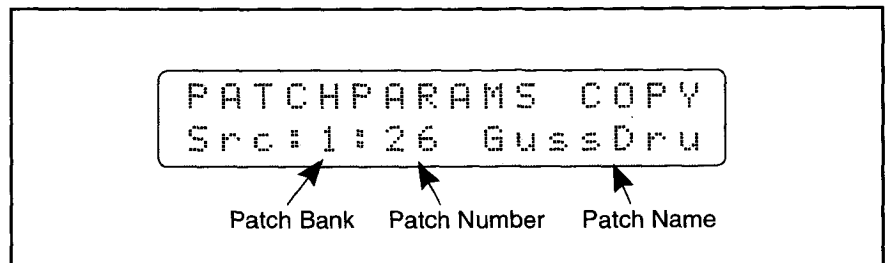 PATCHPARAMS COPY
Src:1:26 GussDru
Patch Bank Patch Number Patch Name